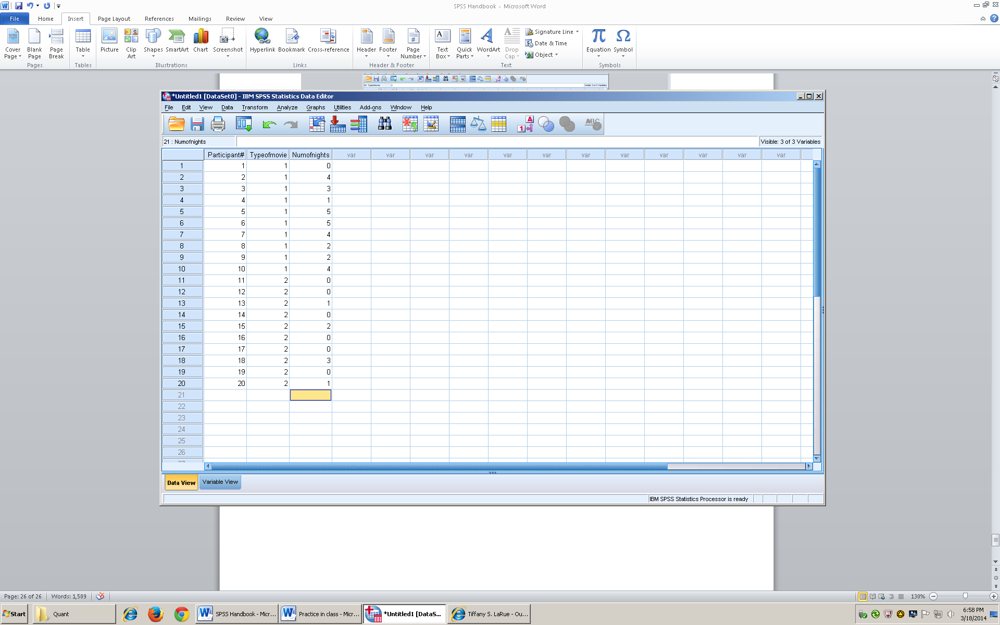 SPSS Handbook - Microsoft Word
File Home Insert Page Layout References Mailings Review View
Cover Page Blank Page Page Break Table Picture Clip Art Shapes SmartArt Chart Screenshot Hyperlink Bookmark Cross-reference Header Footer Page Number Text Box Quick Parts WordArt Drop Cap Signature Line Date & Time Object Equation Symbol
Pages Tables Illustrations Links Header & Footer Text Symbols
*Untitled1 [DataSet0] - IBM SPSS Statistics Data Editor
File Edit View Data Transform Analyze Graphs Utilities Add-ons Window Help
21 : Numofnights Visible: 3 of 3 Variables
Participant# Typeofmovie Numofnights var var var var var var var var var var var var
1 1 1 0
2 2 1 4
3 3 1 3
4 4 1 1
5 5 1 5
6 6 1 5
7 7 1 4
8 8 1 2
9 9 1 2
10 10 1 4
11 11 2 0
12 12 2 0
13 13 2 1
14 14 2 0
15 15 2 2
16 16 2 0
17 17 2 0
18 18 2 3
19 19 2 0
20 20 2 1
21
22
23
24
25
26
Data View Variable View
IBM SPSS Statistics Processor is ready
Page: 26 of 26 Words: 1,589 130%
Start Quant SPSS Handbook - Micr... Practice in class - Micr... *Untitled1 [DataS... Tiffany S. LaRue - Ou... 6:58 PM
3/18/2014